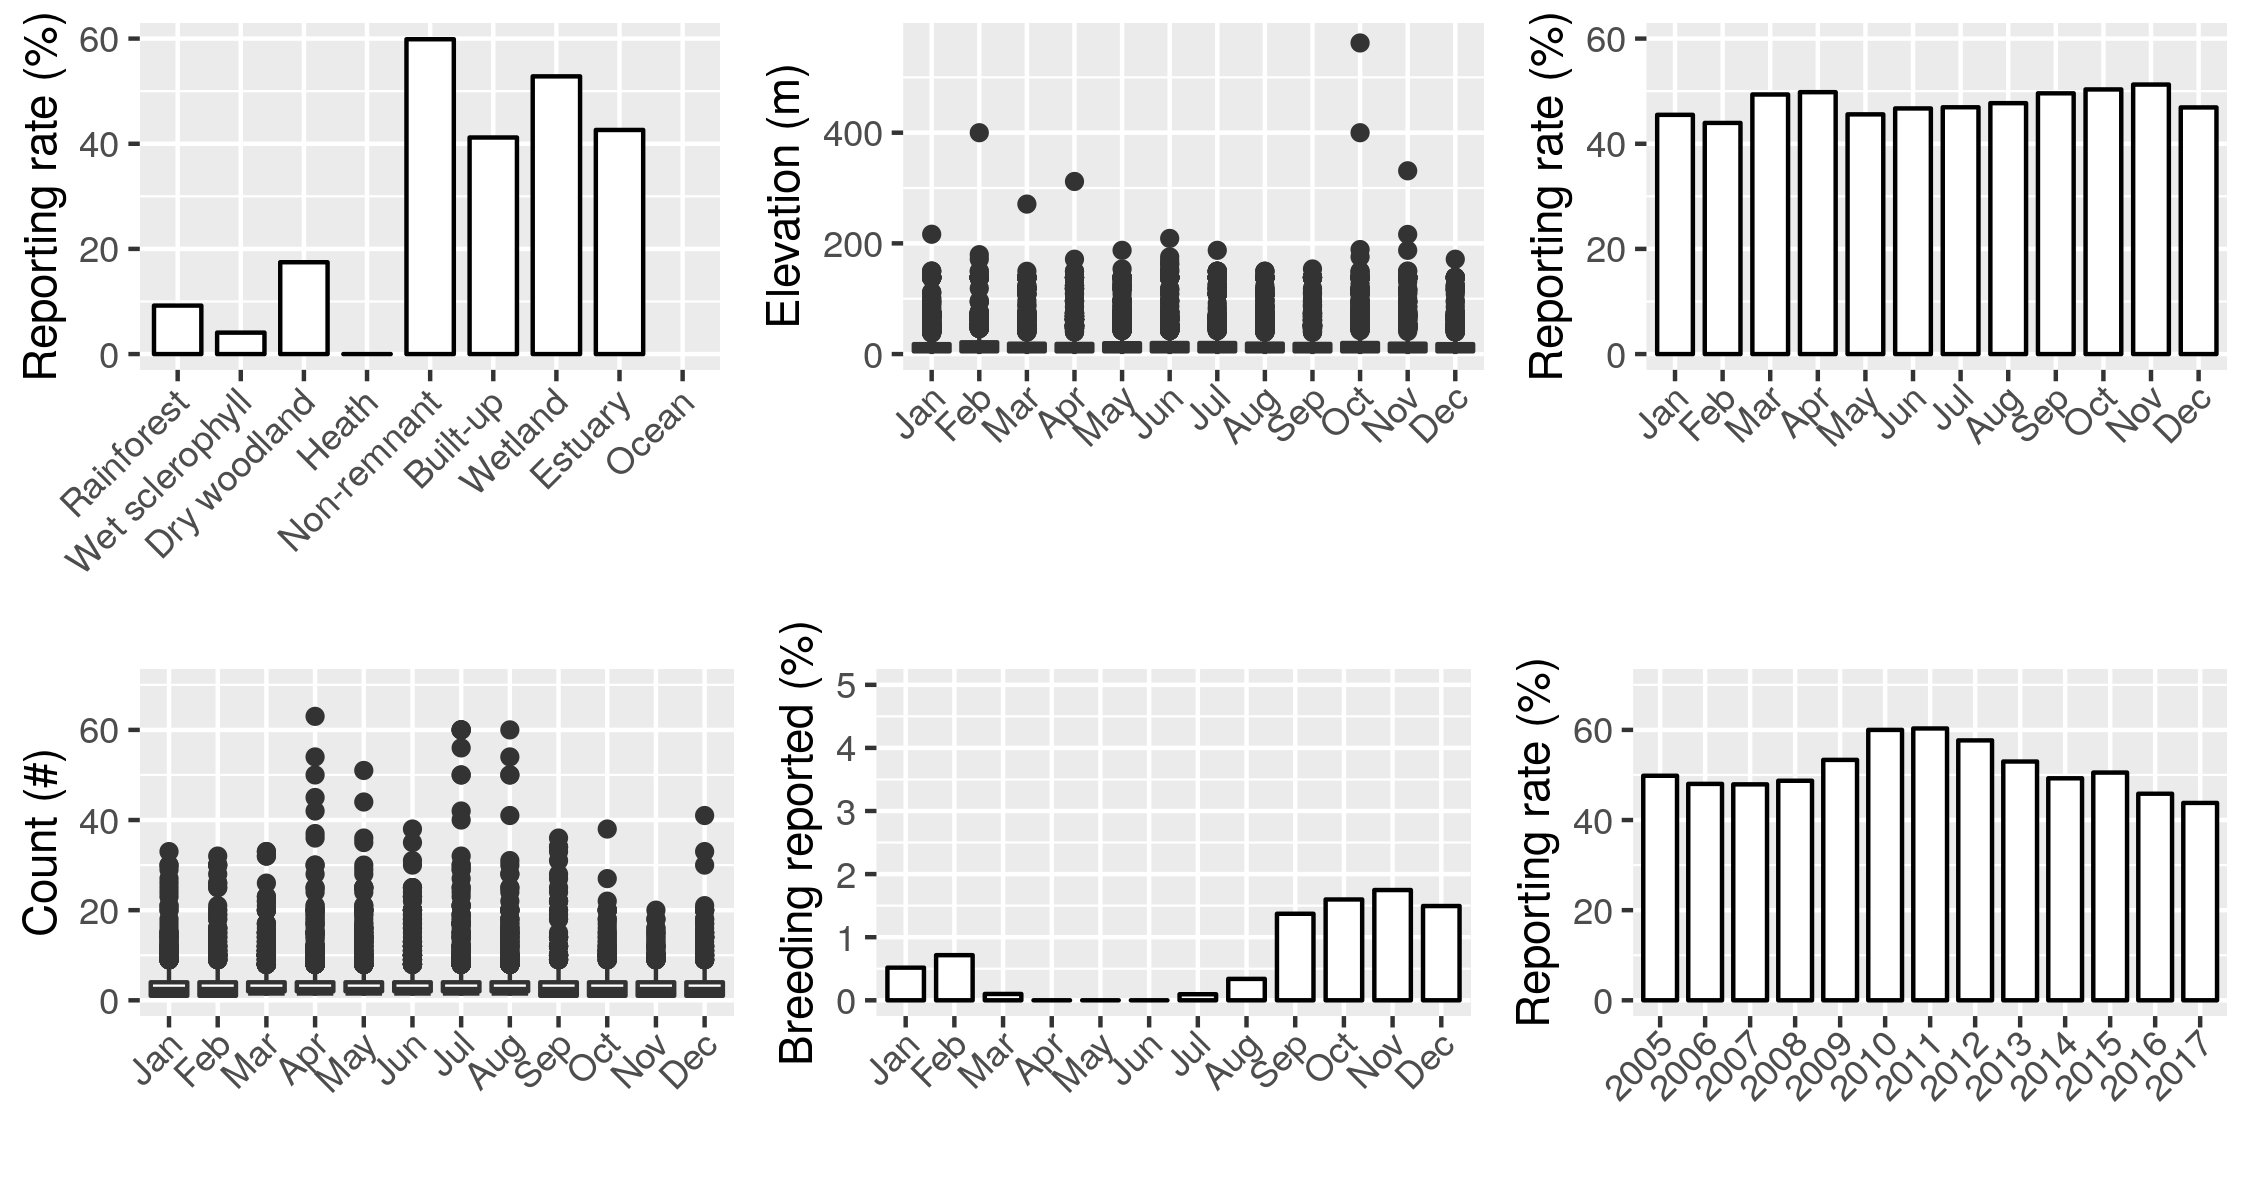 Reporting rate (%)
60
40
20
0
Rainforest
Wet sclerophyll
Dry woodland
Heath
Non-remnant
Built-up
Wetland
Estuary
Ocean
Elevation (m)
400
200
0
Jan
Feb
Mar
Apr
May
Jun
Jul
Aug
Sep
Oct
Nov
Dec
Reporting rate (%)
60
40
20
0
Jan
Feb
Mar
Apr
May
Jun
Jul
Aug
Sep
Oct
Nov
Dec
Count (#)
60
40
20
0
Jan
Feb
Mar
Apr
May
Jun
Jul
Aug
Sep
Oct
Nov
Dec
Breeding reported (%)
5
4
3
2
1
0
Jan
Feb
Mar
Apr
May
Jun
Jul
Aug
Sep
Oct
Nov
Dec
Reporting rate (%)
60
40
20
0
2005
2006
2007
2008
2009
2010
2011
2012
2013
2014
2015
2016
2017